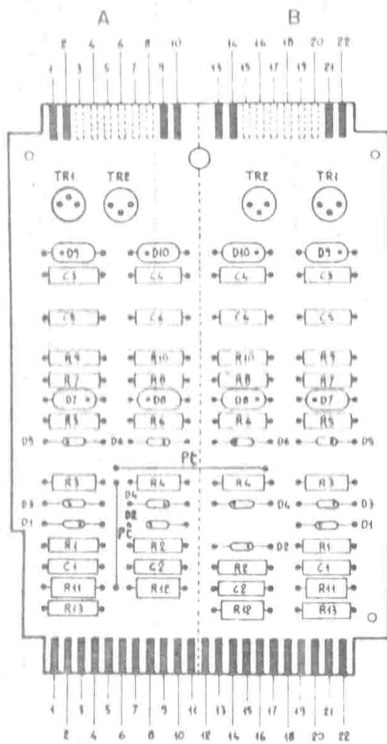 A B
2 4 6 8 10 14 16 18 20 22
1 3 5 7 9 13 15 17 19 21
TR1 TR2 TR2 TR1
D9 D10 D10 D9
C3 C4 C4 C3
C5 C6 C6 C5
R9 R10 R10 R9
R7 R8 R8 R7
D7 D8 D8 D7
R5 R6 R6 R5
D5 D6 D6 D5
Pt
R3 R4 R4 R3
D3 D4 D4 D3
D1 D2 D1
Pt
R1 R2 D2 R1
C1 C2 R2 C1
R11 R12 C2 R11
R13 R12 R13
1 3 5 7 9 11 13 15 17 19 21
2 4 6 8 10 12 14 16 18 20 22